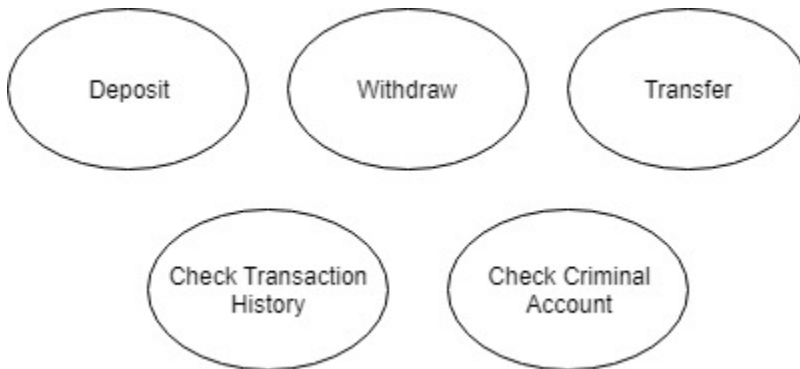 Deposit
Withdraw
Transfer
Check Transaction
History
Check Criminal
Account